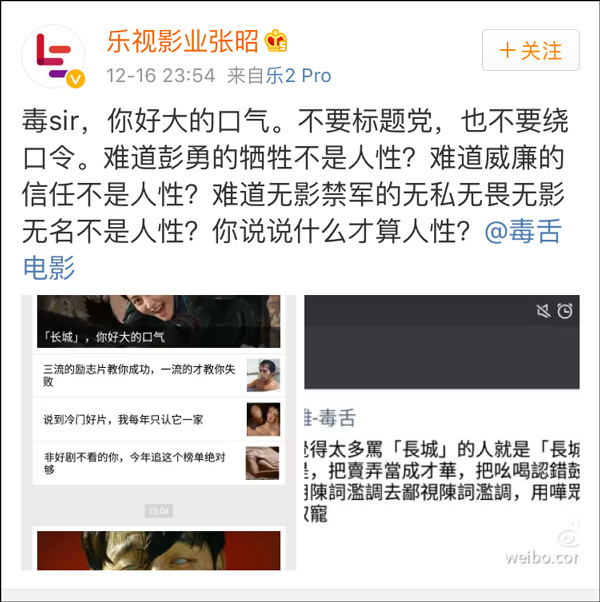 乐视影业张昭
+关注
12-16 23:54 来自乐2 Pro
毒sir，你好大的口气。不要标题党，也不要绕
口令。难道彭勇的牺牲不是人性？难道威廉的
信任不是人性？难道无影禁军的无私无畏无影
无名不是人性？你说说什么才算人性？@毒舌
电影
「长城」，你好大的口气
三流的励志片教你成功，一流的才教你失
败
说到冷门好片，我每年只认它一家
非好剧不看的你，今年追这个榜单绝对
够
23:04
-毒舌
得太多罵「長城」的人就是「長城
，把賣弄當成才華，把吆喝認錯鼓
陳詞濫調去鄙視陳詞濫調，用嘩眾
寵
weibo.com